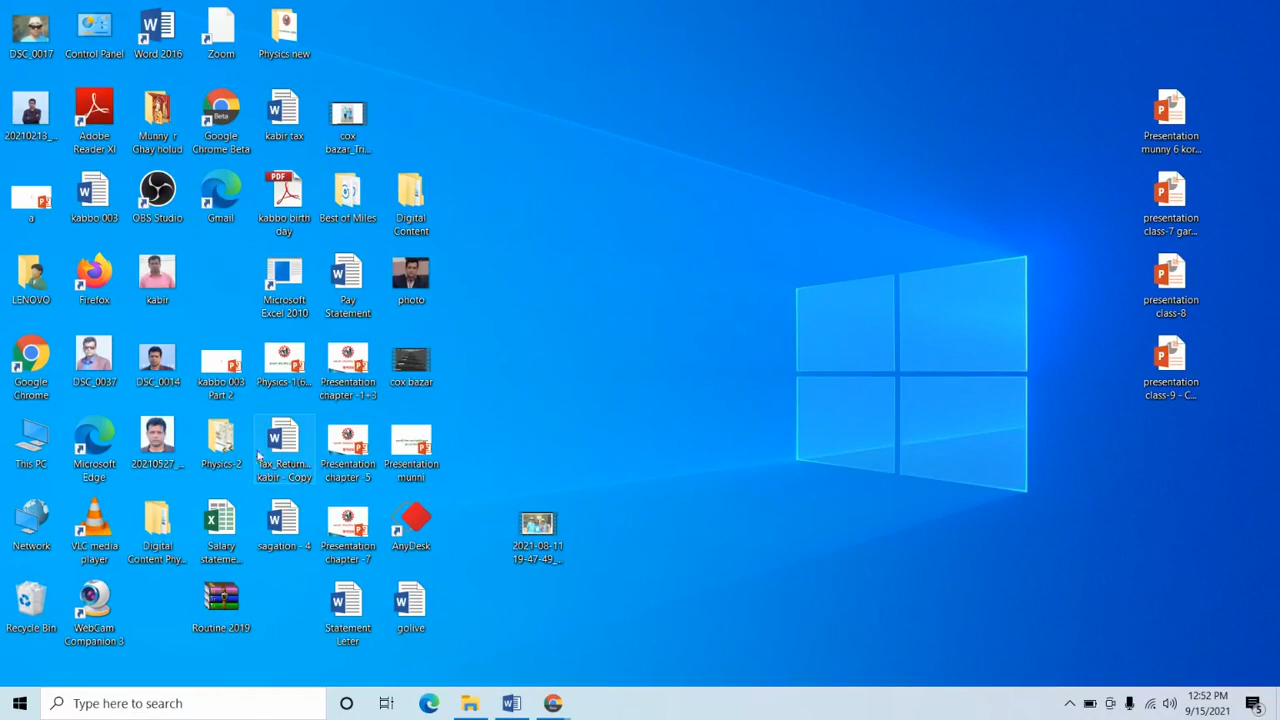 DSC_0017
Control Panel
Word 2016
Zoom
Physics new
20210213_...
Adobe
Reader XI
Munny r
Ghay holud
Google
Chrome Beta
kabir tax
cox
bazar_Tri...
Presentation
munny 6 kor...
a
kabbo 003
OBS Studio
Gmail
PDF
kabbo birth
day
Best of Miles
Digital
Content
presentation
class-7 gar...
LENOVO
Firefox
kabir
Microsoft
Excel 2010
Pay
Statement
photo
presentation
class-8
Google
Chrome
DSC_0037
DSC_0014
kabbo 003
Part 2
Physics-1(6...
Presentation
chapter -1+3
cox bazar
presentation
class-9 - C...
This PC
Microsoft
Edge
20210527_...
Physics-2
Tax_Return...
kabir - Copy
Presentation
chapter -5
Presentation
munni
Network
VLC media
player
Digital
Content Phy...
Salary
stateme...
sagation - 4
Presentation
chapter -7
AnyDesk
2021-08-11
19-47-49_...
Recycle Bin
WebCam
Companion 3
Routine 2019
Statement
Leter
golive
Type here to search
12:52 PM
9/15/2021
5